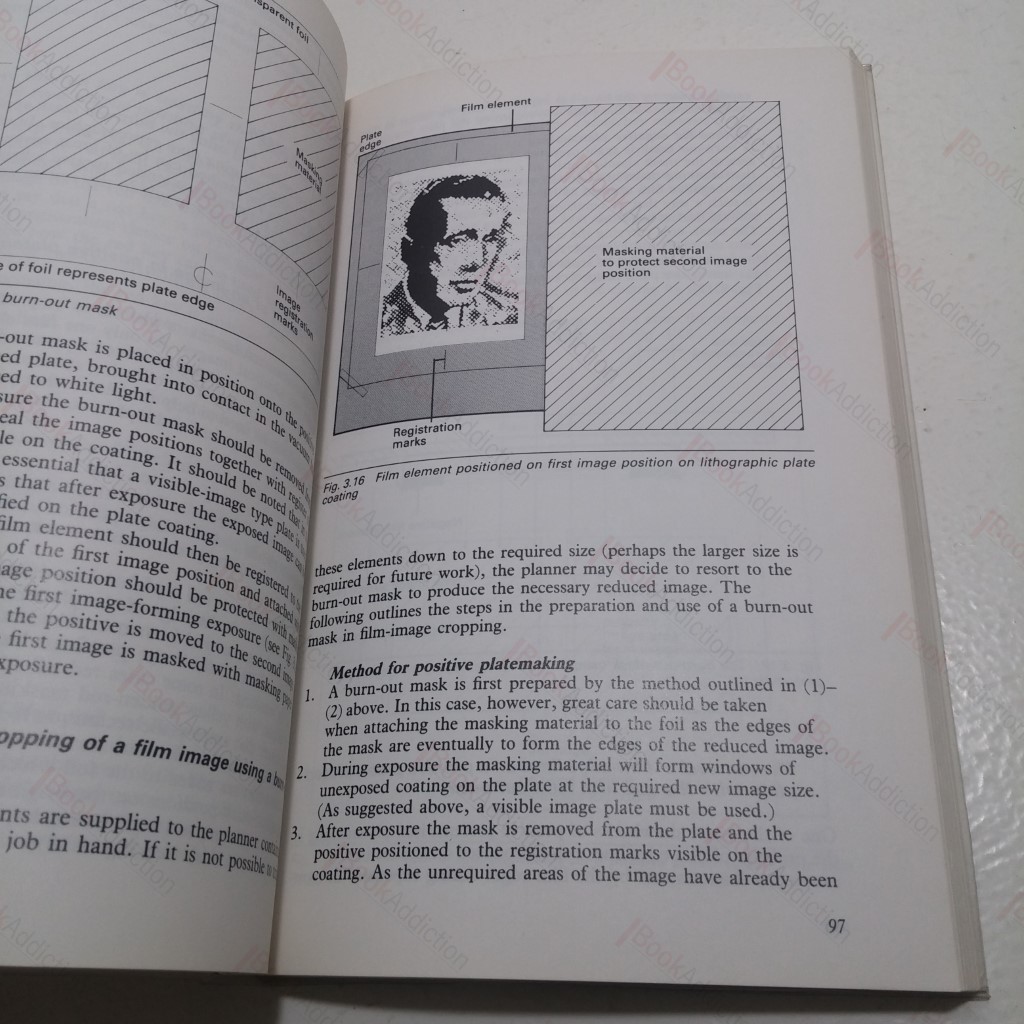 nsparent foil
Masking
material
e of foil represents plate edge
burn-out mask
Image
registration
marks
-out mask is placed in position onto the
ed plate, brought into contact in the
ed to white light.
sure the burn-out mask should be removed
eal the image positions together with
le on the coating. It should be noted that
essential that a visible-image type plate
s that after exposure the exposed image
fied on the plate coating.
film element should then be registered to
of the first image position and attached
age position should be protected with
he first image-forming exposure (see Fig.
the positive is moved to the second
first image is masked with masking
xposure.
opping of a film image using a
nts are supplied to the planner
job in hand. If it is not possible to
Film element
Plate
edge
Masking material
to protect second image
position
Registration
marks
Fig. 3.16 Film element positioned on first image position on lithographic plate
coating
these elements down to the required size (perhaps the larger size is
required for future work), the planner may decide to resort to the
burn-out mask to produce the necessary reduced image. The
following outlines the steps in the preparation and use of a burn-out
mask in film-image cropping.
Method for positive platemaking
1. A burn-out mask is first prepared by the method outlined in (1)–
(2) above. In this case, however, great care should be taken
when attaching the masking material to the foil as the edges of
the mask are eventually to form the edges of the reduced image.
2. During exposure the masking material will form windows of
unexposed coating on the plate at the required new image size.
(As suggested above, a visible image plate must be used.)
3. After exposure the mask is removed from the plate and the
positive positioned to the registration marks visible on the
coating. As the unrequired areas of the image have already been
97
BookAddiction